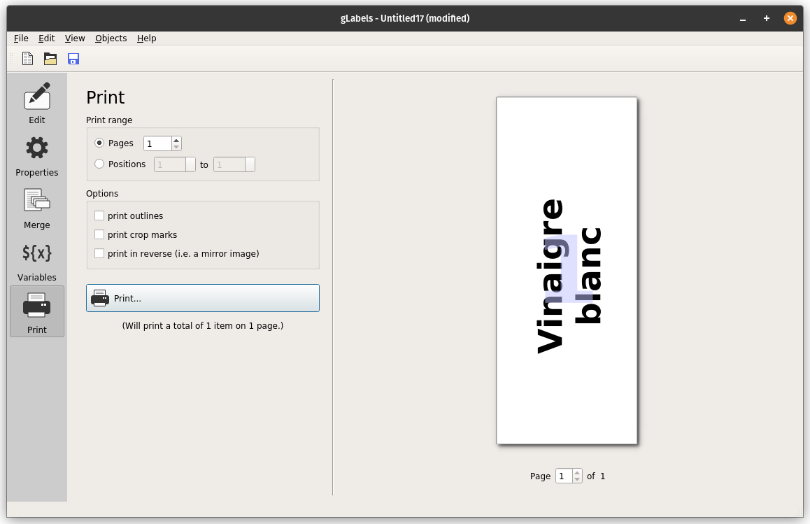 gLabels - Untitled17 (modified)
File Edit View Objects Help
Edit
Properties
Merge
${x}
Variables
Print
Print
Print range
Pages 1
Positions 1 to 1
Options
print outlines
print crop marks
print in reverse (i.e. a mirror image)
Print...
(Will print a total of 1 item on 1 page.)
Vinaigre
blanc
1
Page 1 of 1